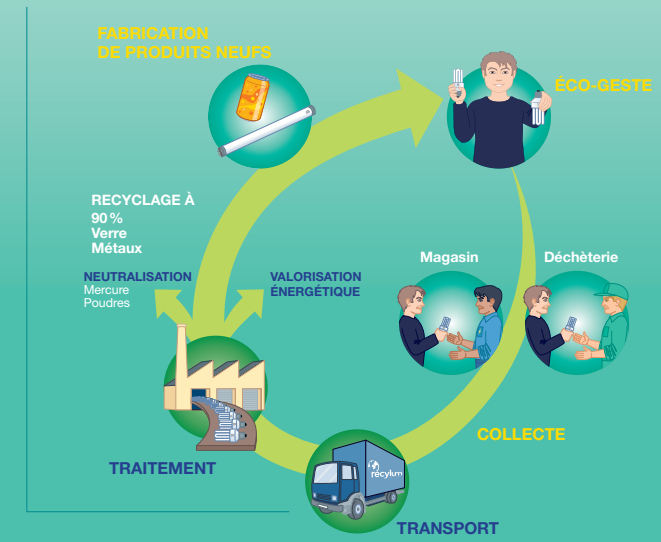 FABRICATION
DE PRODUITS NEUFS
ÉCO-GESTE
RECYCLAGE À
90 %
Verre
Métaux
NEUTRALISATION
Mercure
Poudres
VALORISATION
ÉNERGÉTIQUE
Magasin
Déchèterie
COLLECTE
TRAITEMENT
récylum
TRANSPORT